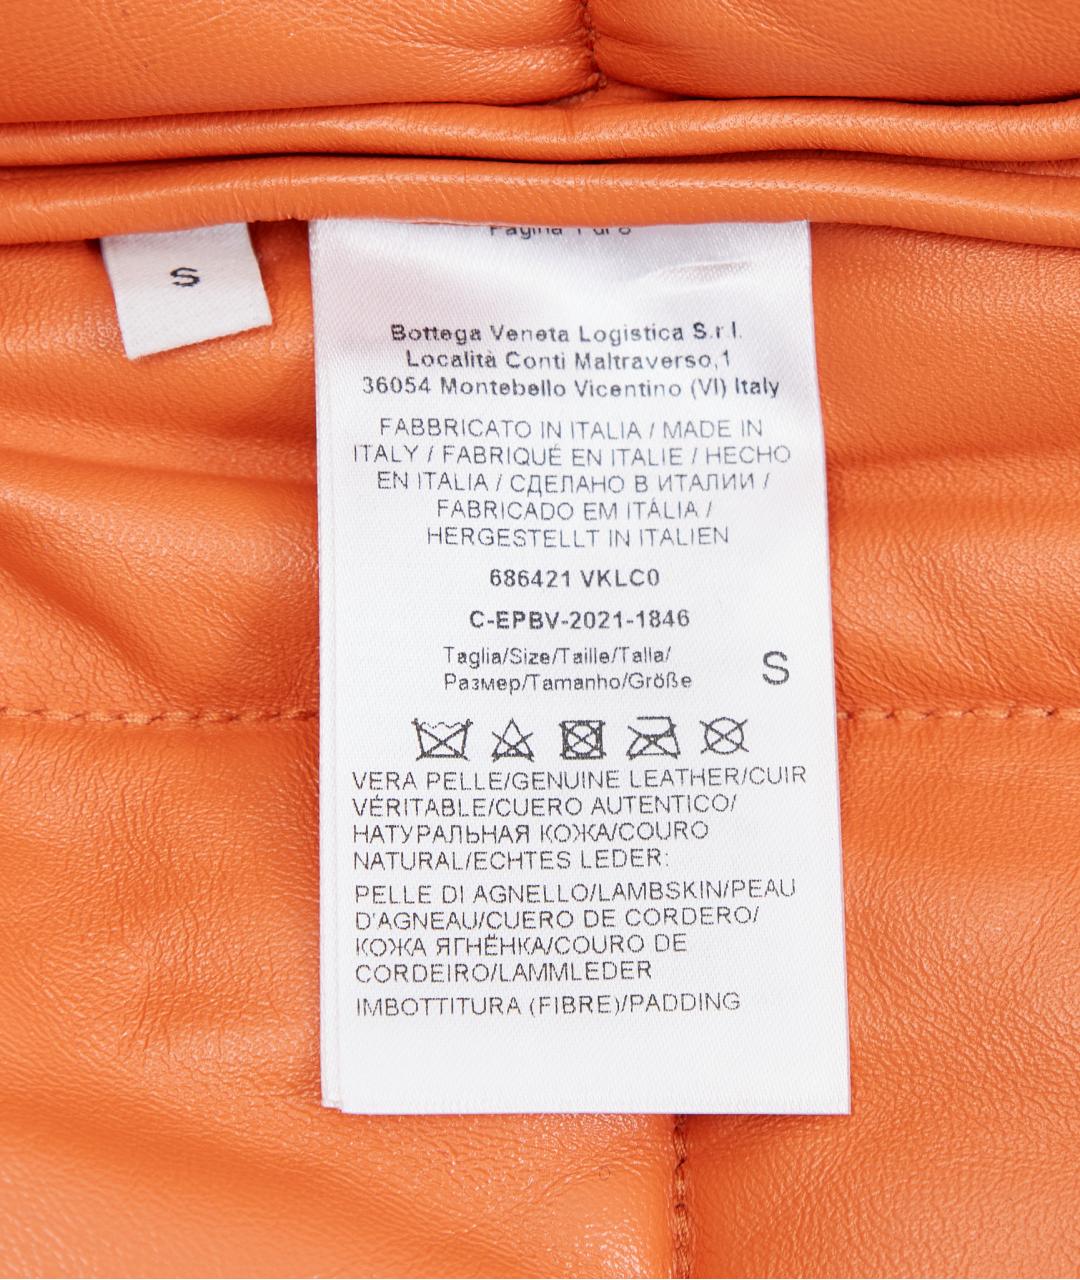 Pagina 1 di 8
S
Bottega Veneta Logistica S.r.l.
Località Conti Maltraverso,1
36054 Montebello Vicentino (VI) Italy
FABBRICATO IN ITALIA / MADE IN
ITALY / FABRIQUÉ EN ITALIE / HECHO
EN ITALIA / СДЕЛАНО В ИТАЛИИ /
FABRICADO EM ITÁLIA /
HERGESTELLT IN ITALIEN
686421 VKLC0
C-EPBV-2021-1846
Taglia/Size/Taille/Talla/
Размер/Tamanho/Größe
S
VERA PELLE/GENUINE LEATHER/CUIR
VÉRITABLE/CUERO AUTENTICO/
НАТУРАЛЬНАЯ КОЖА/COURO
NATURAL/ECHTES LEDER:
PELLE DI AGNELLO/LAMBSKIN/PEAU
D'AGNEAU/CUERO DE CORDERO/
КОЖА ЯГНЁНКА/COURO DE
CORDEIRO/LAMMLEDER
IMBOTTITURA (FIBRE)/PADDING